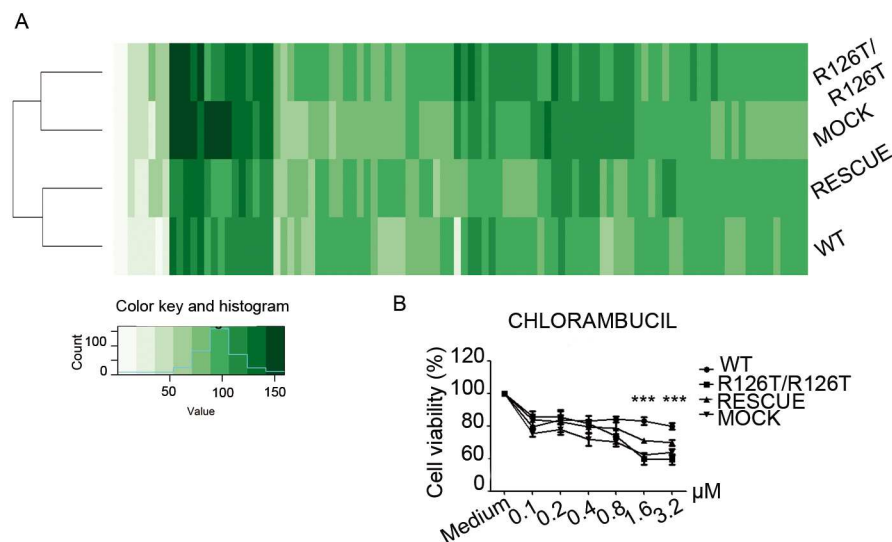 A
R126T/
R126T
MOCK
RESCUE
WT
Color key and histogram
Count
0
100
50
100
150
Value
B
CHLORAMBUCIL
Cell viability (%)
120
100
80
60
0
*** ***
WT
R126T/R126T
RESCUE
MOCK
Medium
0.1
0.2
0.4
0.8
1.6
3.2
µM